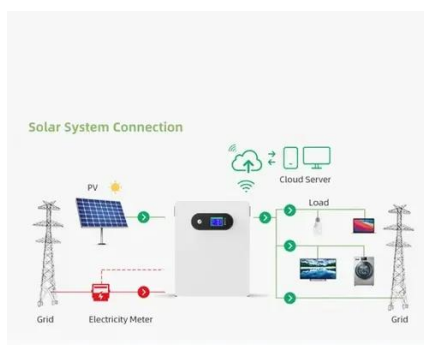 Solar System Connection
Cloud Server
PV
Load
Grid
Electricity Meter
Grid